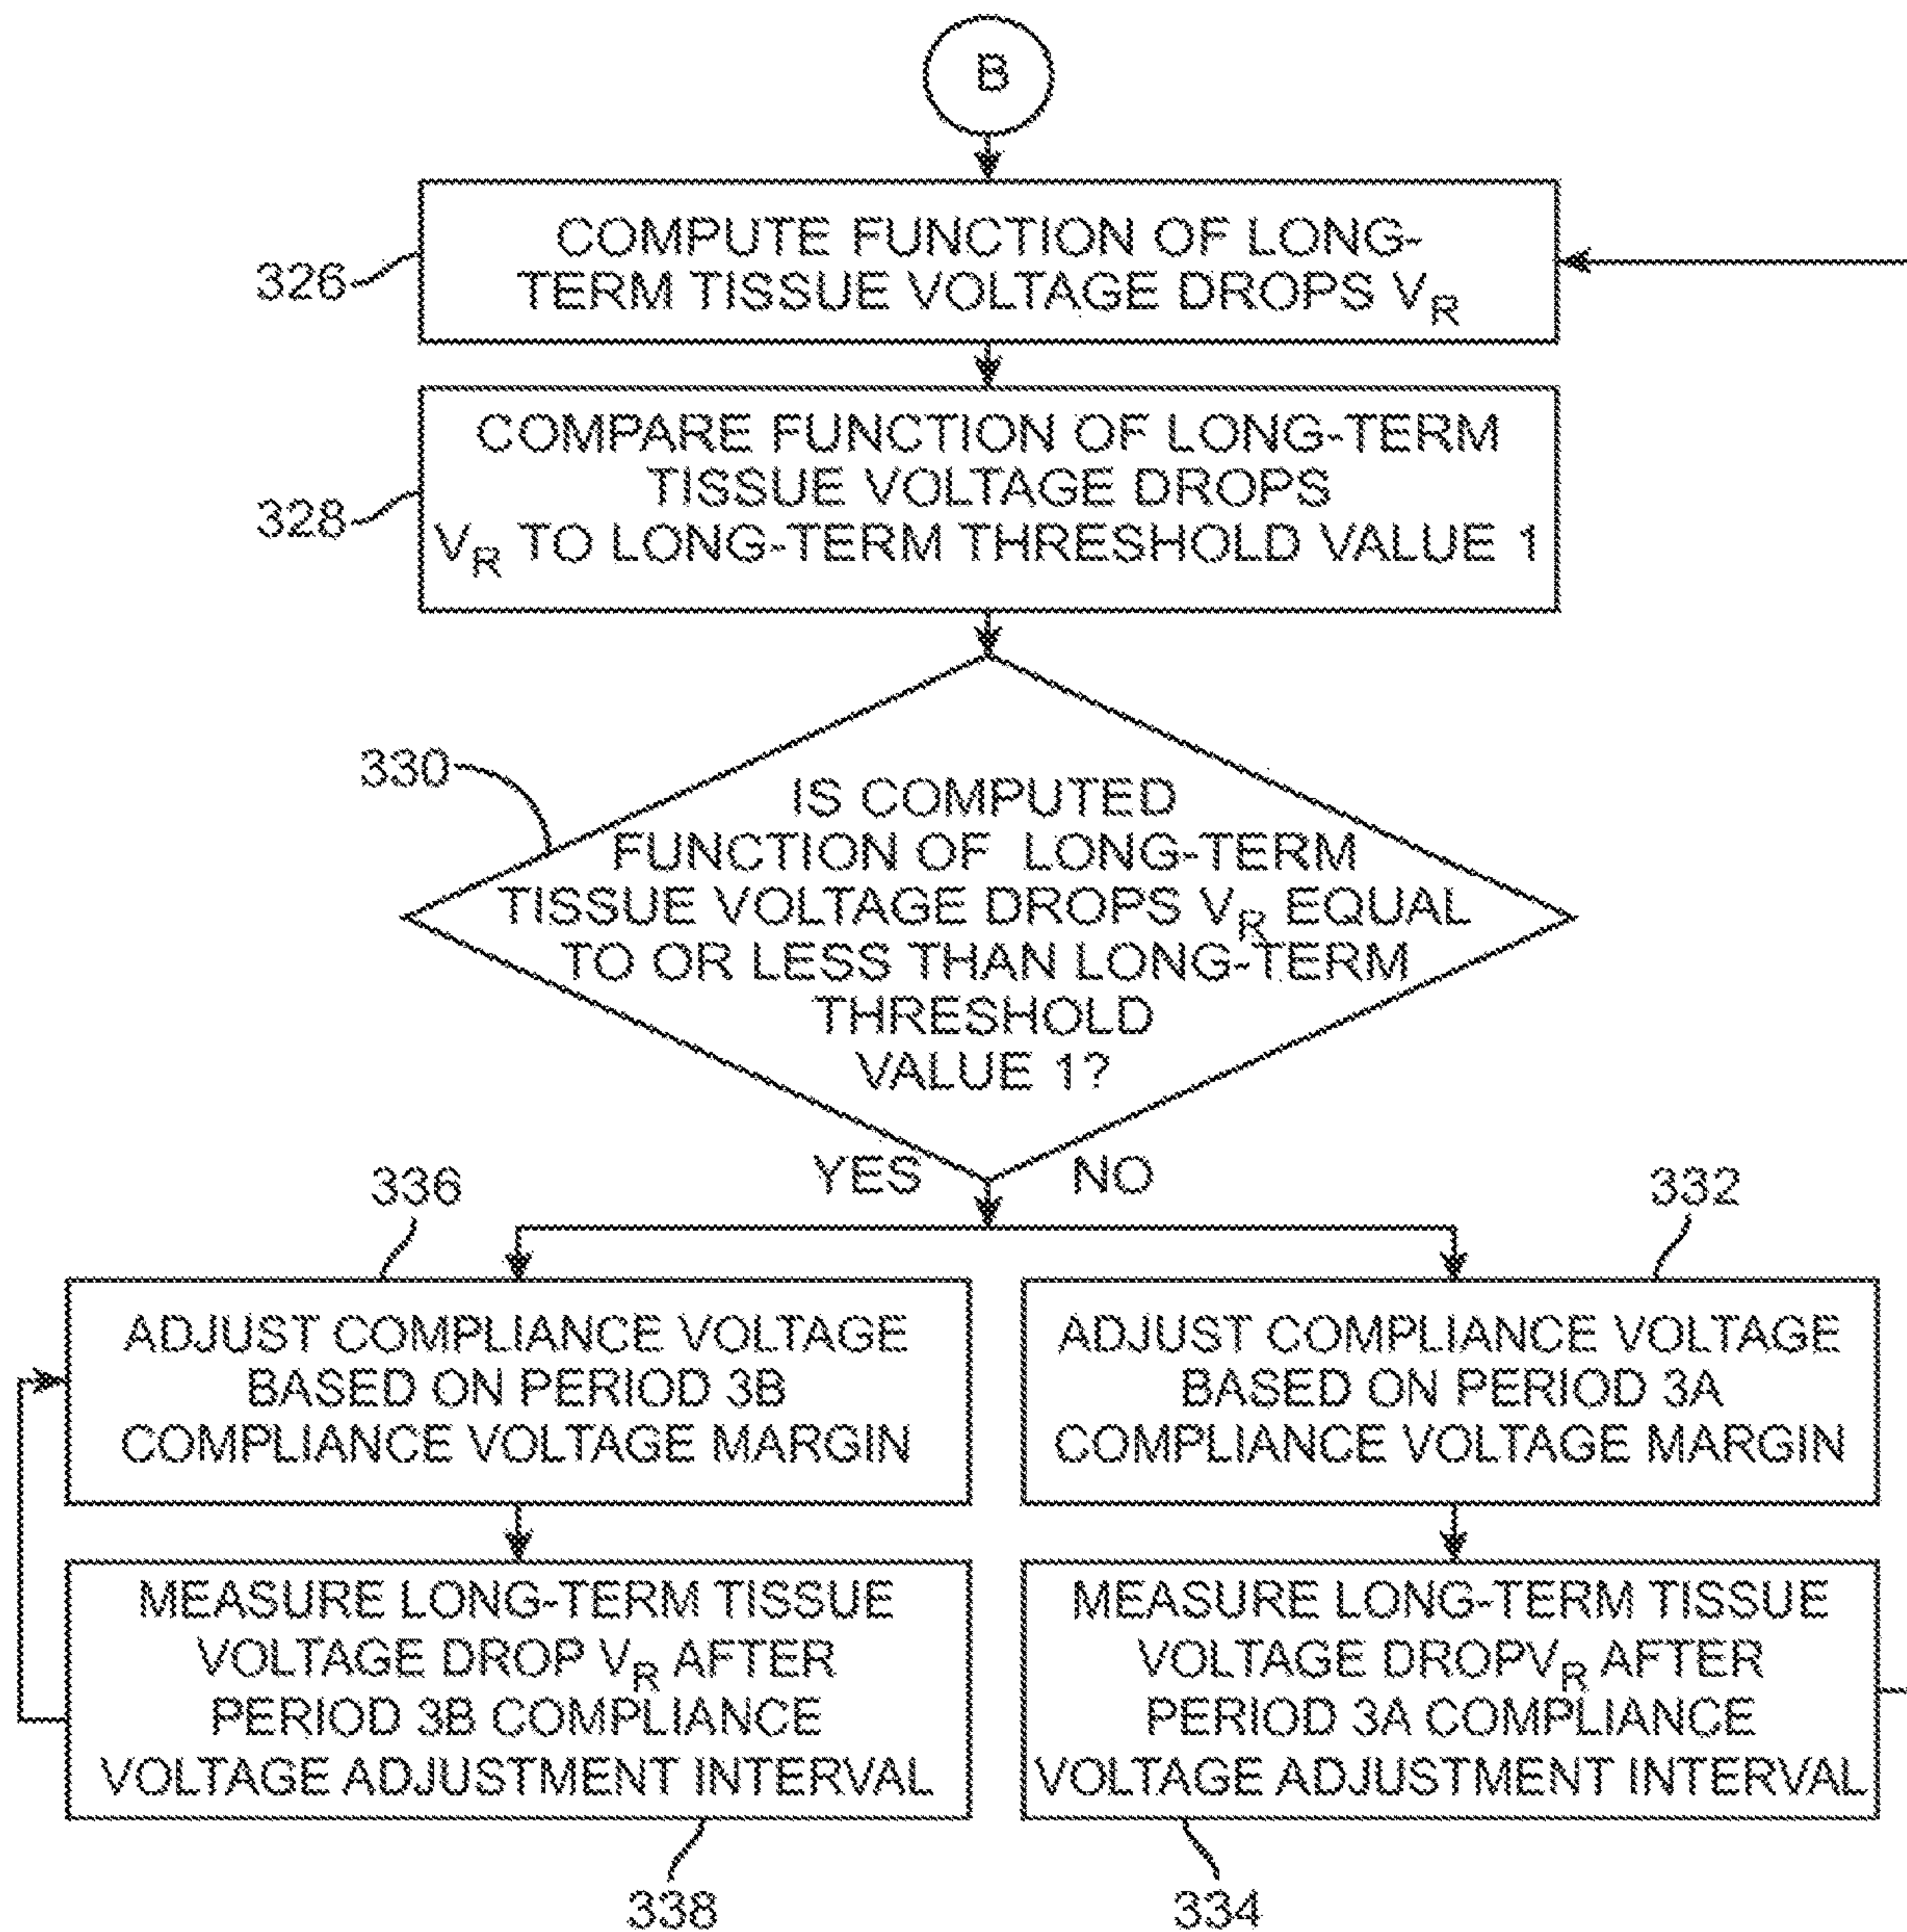 B
326
COMPUTE FUNCTION OF LONG-
TERM TISSUE VOLTAGE DROPS VR
328
COMPARE FUNCTION OF LONG-TERM
TISSUE VOLTAGE DROPS
VR TO LONG-TERM THRESHOLD VALUE 1
330
IS COMPUTED
FUNCTION OF LONG-TERM
TISSUE VOLTAGE DROPS VR EQUAL
TO OR LESS THAN LONG-TERM
THRESHOLD
VALUE 1?
YES
NO
336
ADJUST COMPLIANCE VOLTAGE
BASED ON PERIOD 3B
COMPLIANCE VOLTAGE MARGIN
332
ADJUST COMPLIANCE VOLTAGE
BASED ON PERIOD 3A
COMPLIANCE VOLTAGE MARGIN
MEASURE LONG-TERM TISSUE
VOLTAGE DROP VR AFTER
PERIOD 3B COMPLIANCE
VOLTAGE ADJUSTMENT INTERVAL
338
MEASURE LONG-TERM TISSUE
VOLTAGE DROPVR AFTER
PERIOD 3A COMPLIANCE
VOLTAGE ADJUSTMENT INTERVAL
334